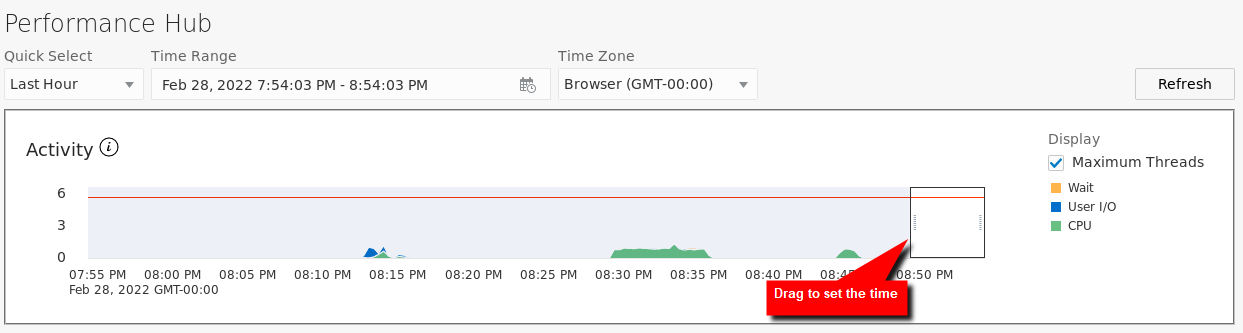 Performance Hub
Quick Select Time Range Time Zone
Last Hour Feb 28, 2022 7:54:03 PM - 8:54:03 PM Browser (GMT-00:00) Refresh
Activity i
Display
Maximum Threads
Wait
User I/O
CPU
6
3
0
07:55 PM 08:00 PM 08:05 PM 08:10 PM 08:15 PM 08:20 PM 08:25 PM 08:30 PM 08:35 PM 08:40 PM 08:45 08:50 PM
Feb 28, 2022 GMT-00:00
Drag to set the time